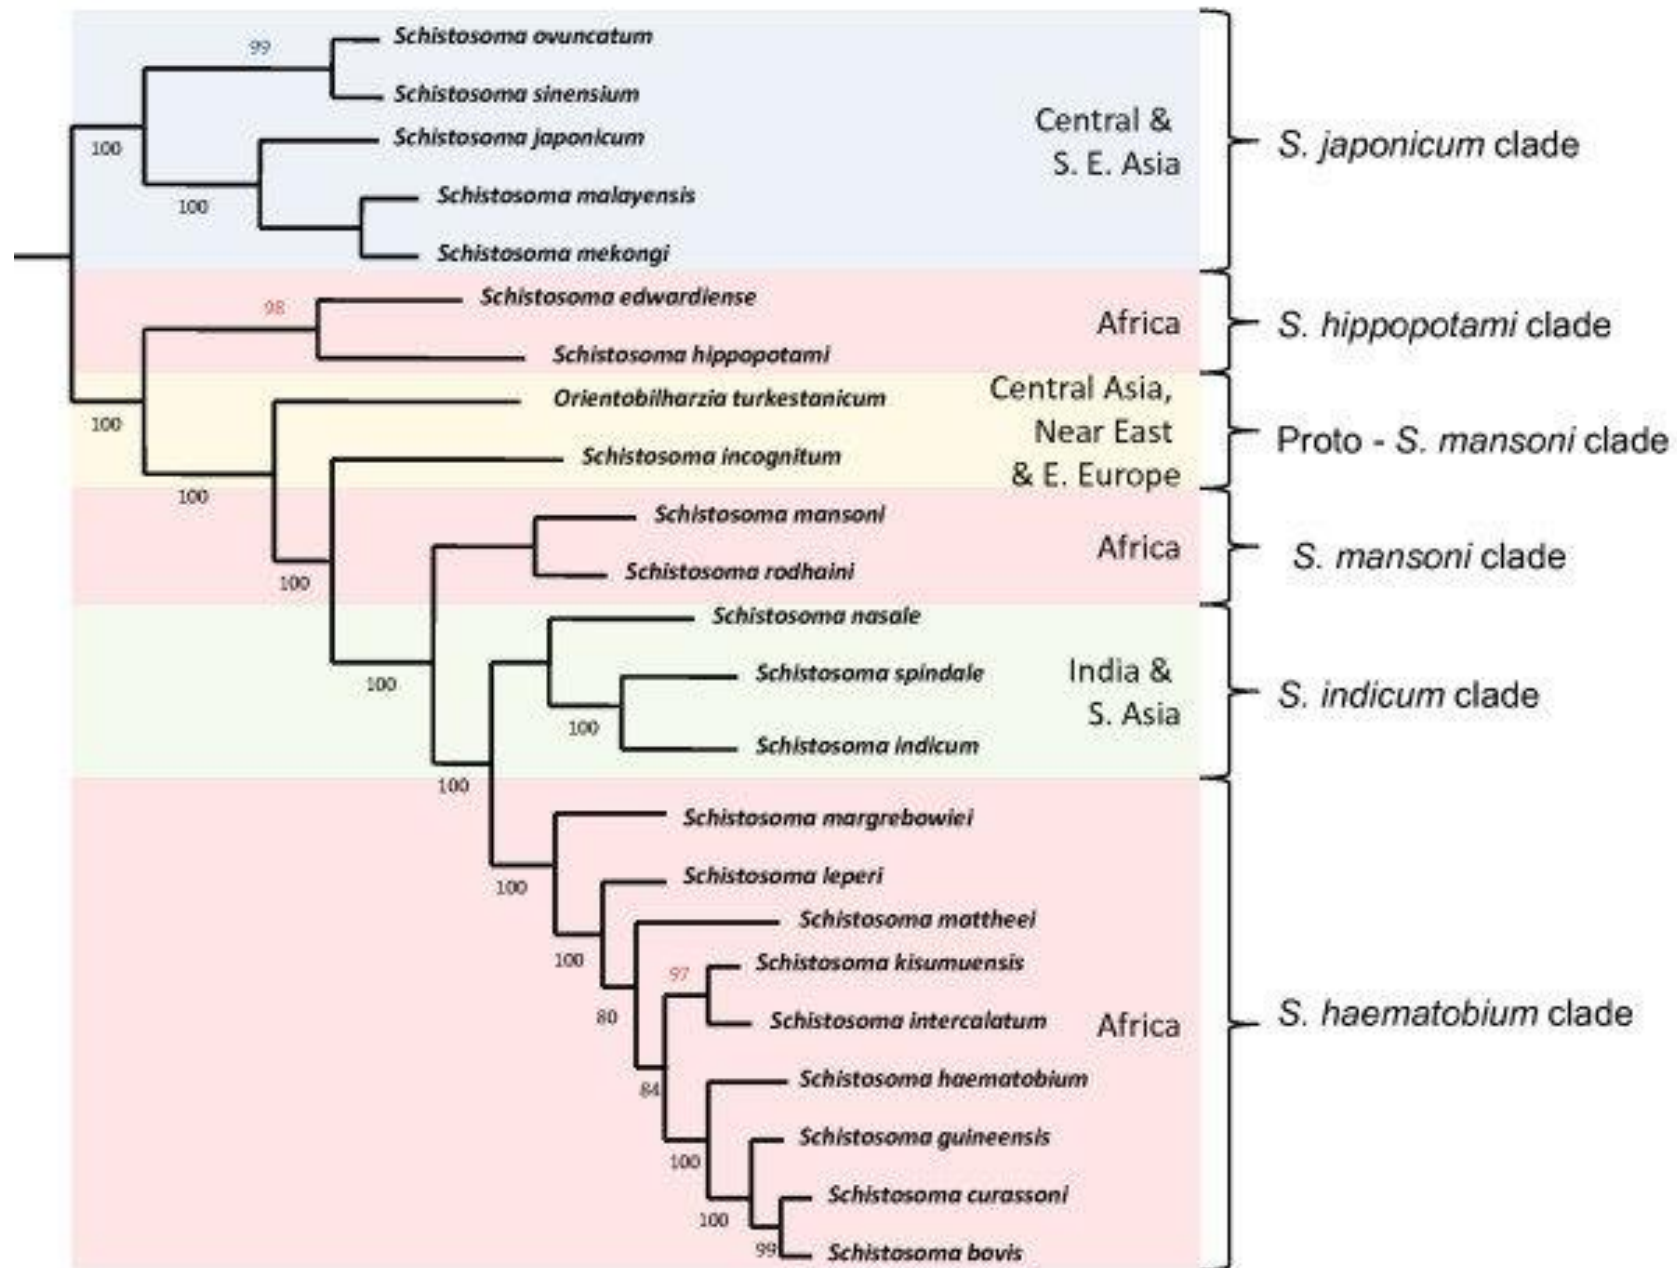 99
Schistosoma ovuncatum
Schistosoma sinensium
100
Schistosoma japonicum
100
Schistosoma malayensis
Schistosoma mekongi
Central &
S. E. Asia
S. japonicum clade
98
Schistosoma edwardiense
Schistosoma hippopotami
Africa
S. hippopotami clade
100
Orientobilharzia turkestanicum
100
Schistosoma incognitum
Central Asia,
Near East
& E. Europe
Proto - S. mansoni clade
100
Schistosoma mansoni
Schistosoma rodhaini
Africa
S. mansoni clade
100
Schistosoma nasale
Schistosoma spindale
100
Schistosoma indicum
India &
S. Asia
S. indicum clade
100
Schistosoma margrebowiei
100
Schistosoma leperi
100
Schistosoma mattheei
80
97
Schistosoma kisumuensis
Schistosoma intercalatum
84
Schistosoma haematobium
100
Schistosoma guineensis
100
Schistosoma curassoni
99
Schistosoma bovis
Africa
S. haematobium clade